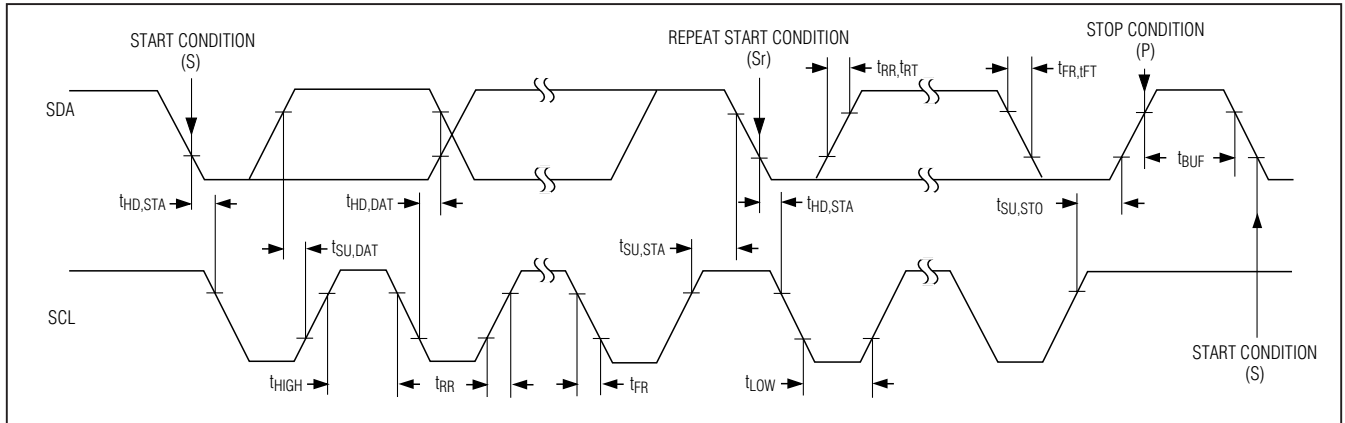 START CONDITION
(S)
REPEAT START CONDITION
(Sr)
STOP CONDITION
(P)
tRR,tRT
tFR,tFT
SDA
tBUF
tHD,STA
tHD,DAT
tHD,STA
tSU,STO
tSU,DAT
tSU,STA
SCL
START CONDITION
(S)
tHIGH
tRR
tFR
tLOW